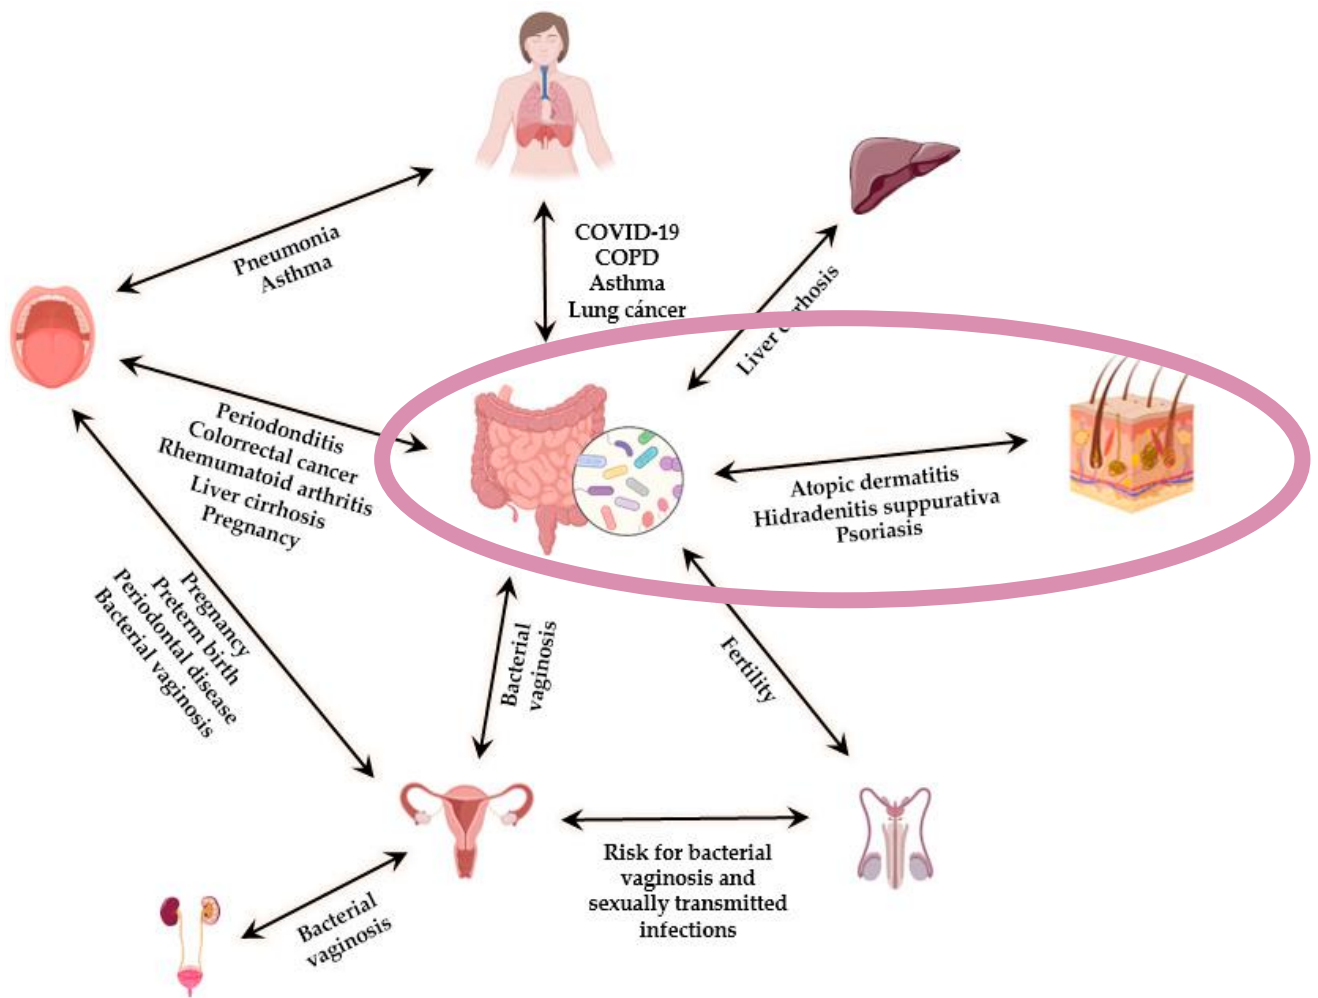 Pneumonia
Asthma
COVID-19
COPD
Asthma
Lung cáncer
Liver cirrhosis
Periodonditis
Colorrectal cancer
Rhemumatoid arthritis
Liver cirrhosis
Pregnancy
Atopic dermatitis
Hidradenitis suppurativa
Psoriasis
Pregnancy
Preterm birth
Periodontal disease
Bacterial vaginosis
Bacterial
vaginosis
Fertility
Risk for bacterial
vaginosis and
sexually transmitted
infections
Bacterial
vaginosis